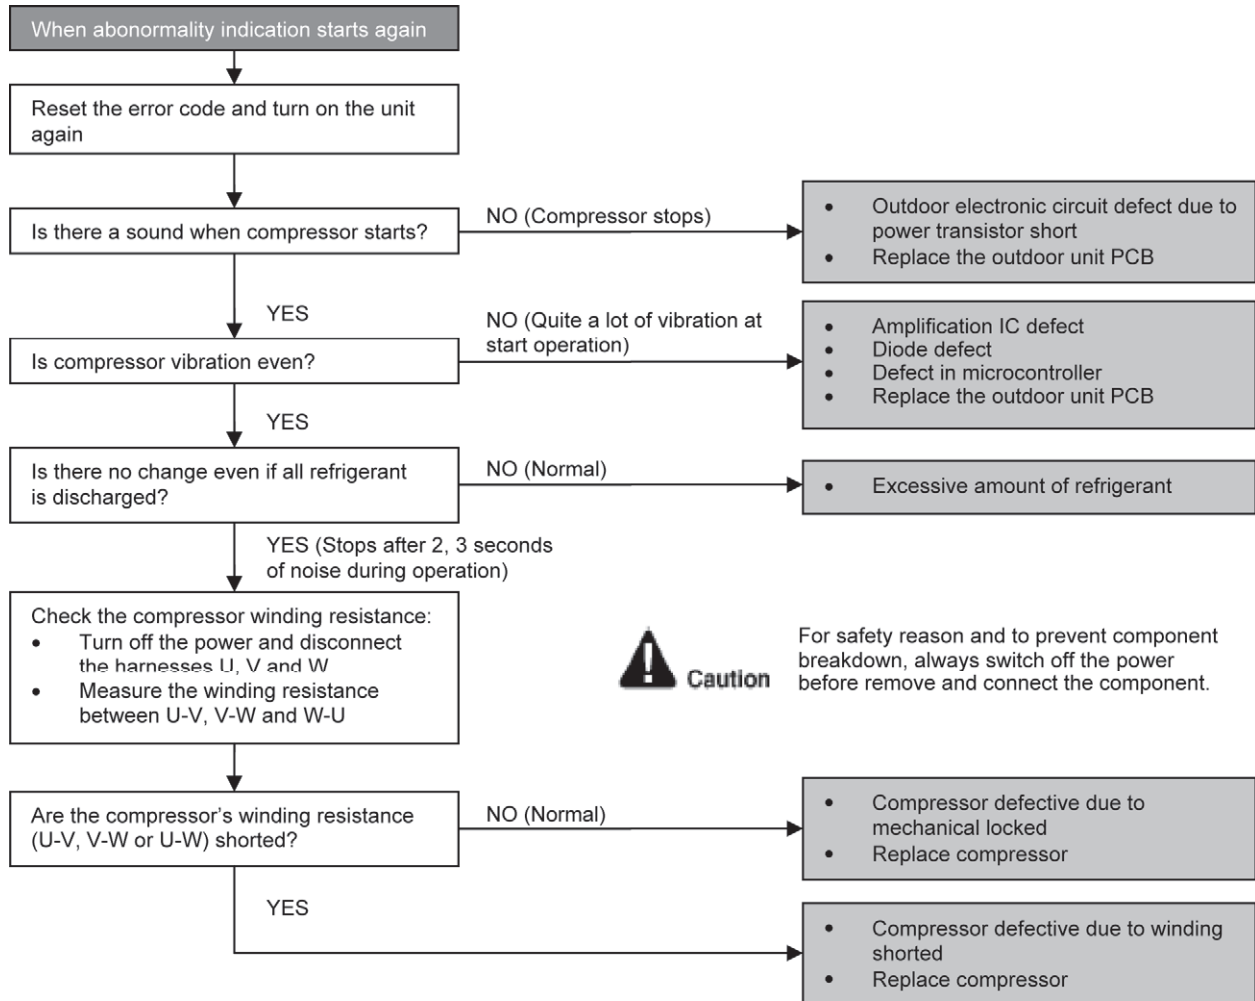 When abonormality indication starts again
Reset the error code and turn on the unit
again
Is there a sound when compressor starts?
NO (Compressor stops)
• Outdoor electronic circuit defect due to
power transistor short
• Replace the outdoor unit PCB
YES
Is compressor vibration even?
NO (Quite a lot of vibration at
start operation)
• Amplification IC defect
• Diode defect
• Defect in microcontroller
• Replace the outdoor unit PCB
YES
Is there no change even if all refrigerant
is discharged?
NO (Normal)
• Excessive amount of refrigerant
YES (Stops after 2, 3 seconds
of noise during operation)
Check the compressor winding resistance:
• Turn off the power and disconnect
the harnesses U, V and W
• Measure the winding resistance
between U-V, V-W and W-U
Caution
For safety reason and to prevent component
breakdown, always switch off the power
before remove and connect the component.
Are the compressor's winding resistance
(U-V, V-W or U-W) shorted?
NO (Normal)
• Compressor defective due to
mechanical locked
• Replace compressor
YES
• Compressor defective due to winding
shorted
• Replace compressor